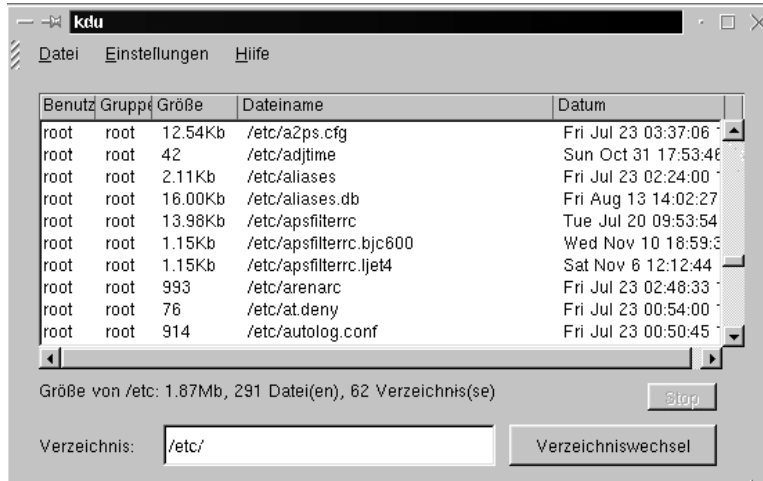 kdu
Datei Einstellungen Hilfe
Benutz Gruppe Größe Dateiname Datum
root root 12.54Kb /etc/a2ps.cfg Fri Jul 23 03:37:06
root root 42 /etc/adjtime Sun Oct 31 17:53:46
root root 2.11Kb /etc/aliases Fri Jul 23 02:24:00
root root 16.00Kb /etc/aliases.db Fri Aug 13 14:02:27
root root 13.98Kb /etc/apsfilterrc Tue Jul 20 09:53:54
root root 1.15Kb /etc/apsfilterrc.bjc600 Wed Nov 10 18:59:3
root root 1.15Kb /etc/apsfilterrc.ljet4 Sat Nov 6 12:12:44
root root 993 /etc/arenarc Fri Jul 23 02:48:33
root root 76 /etc/at.deny Fri Jul 23 00:54:00
root root 914 /etc/autolog.conf Fri Jul 23 00:50:45
Größe von /etc: 1.87Mb, 291 Datei(en), 62 Verzeichnis(se)
Stop
Verzeichnis: /etc/ Verzeichniswechsel